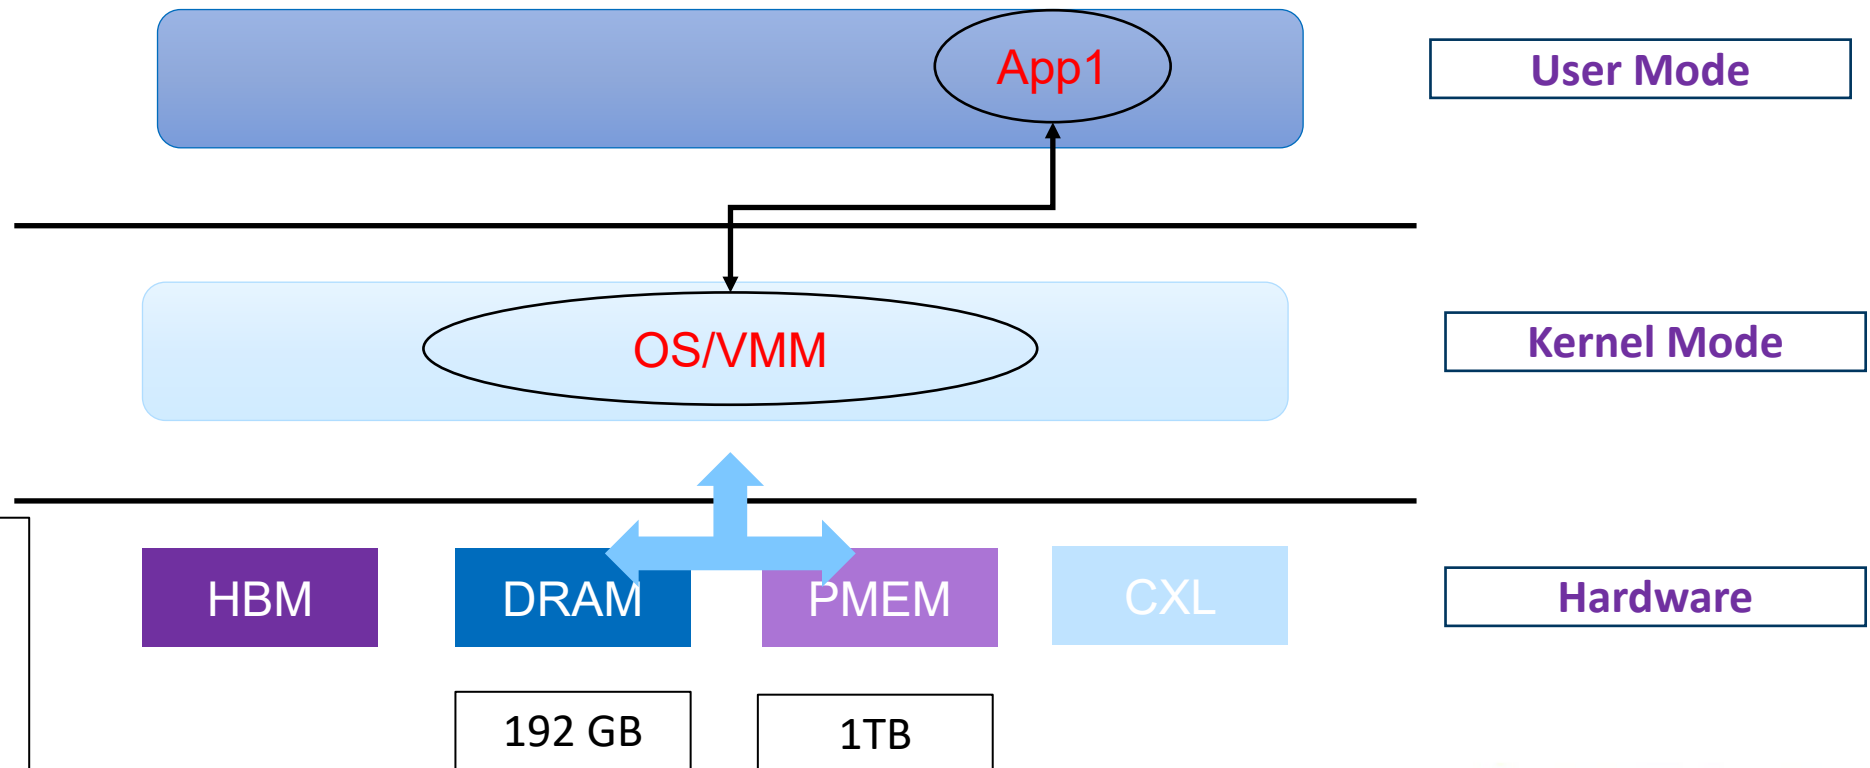 App1
User Mode
OS/VMM
Kernel Mode
HBM
DRAM
PMEM
CXL
Hardware
192 GB
1TB